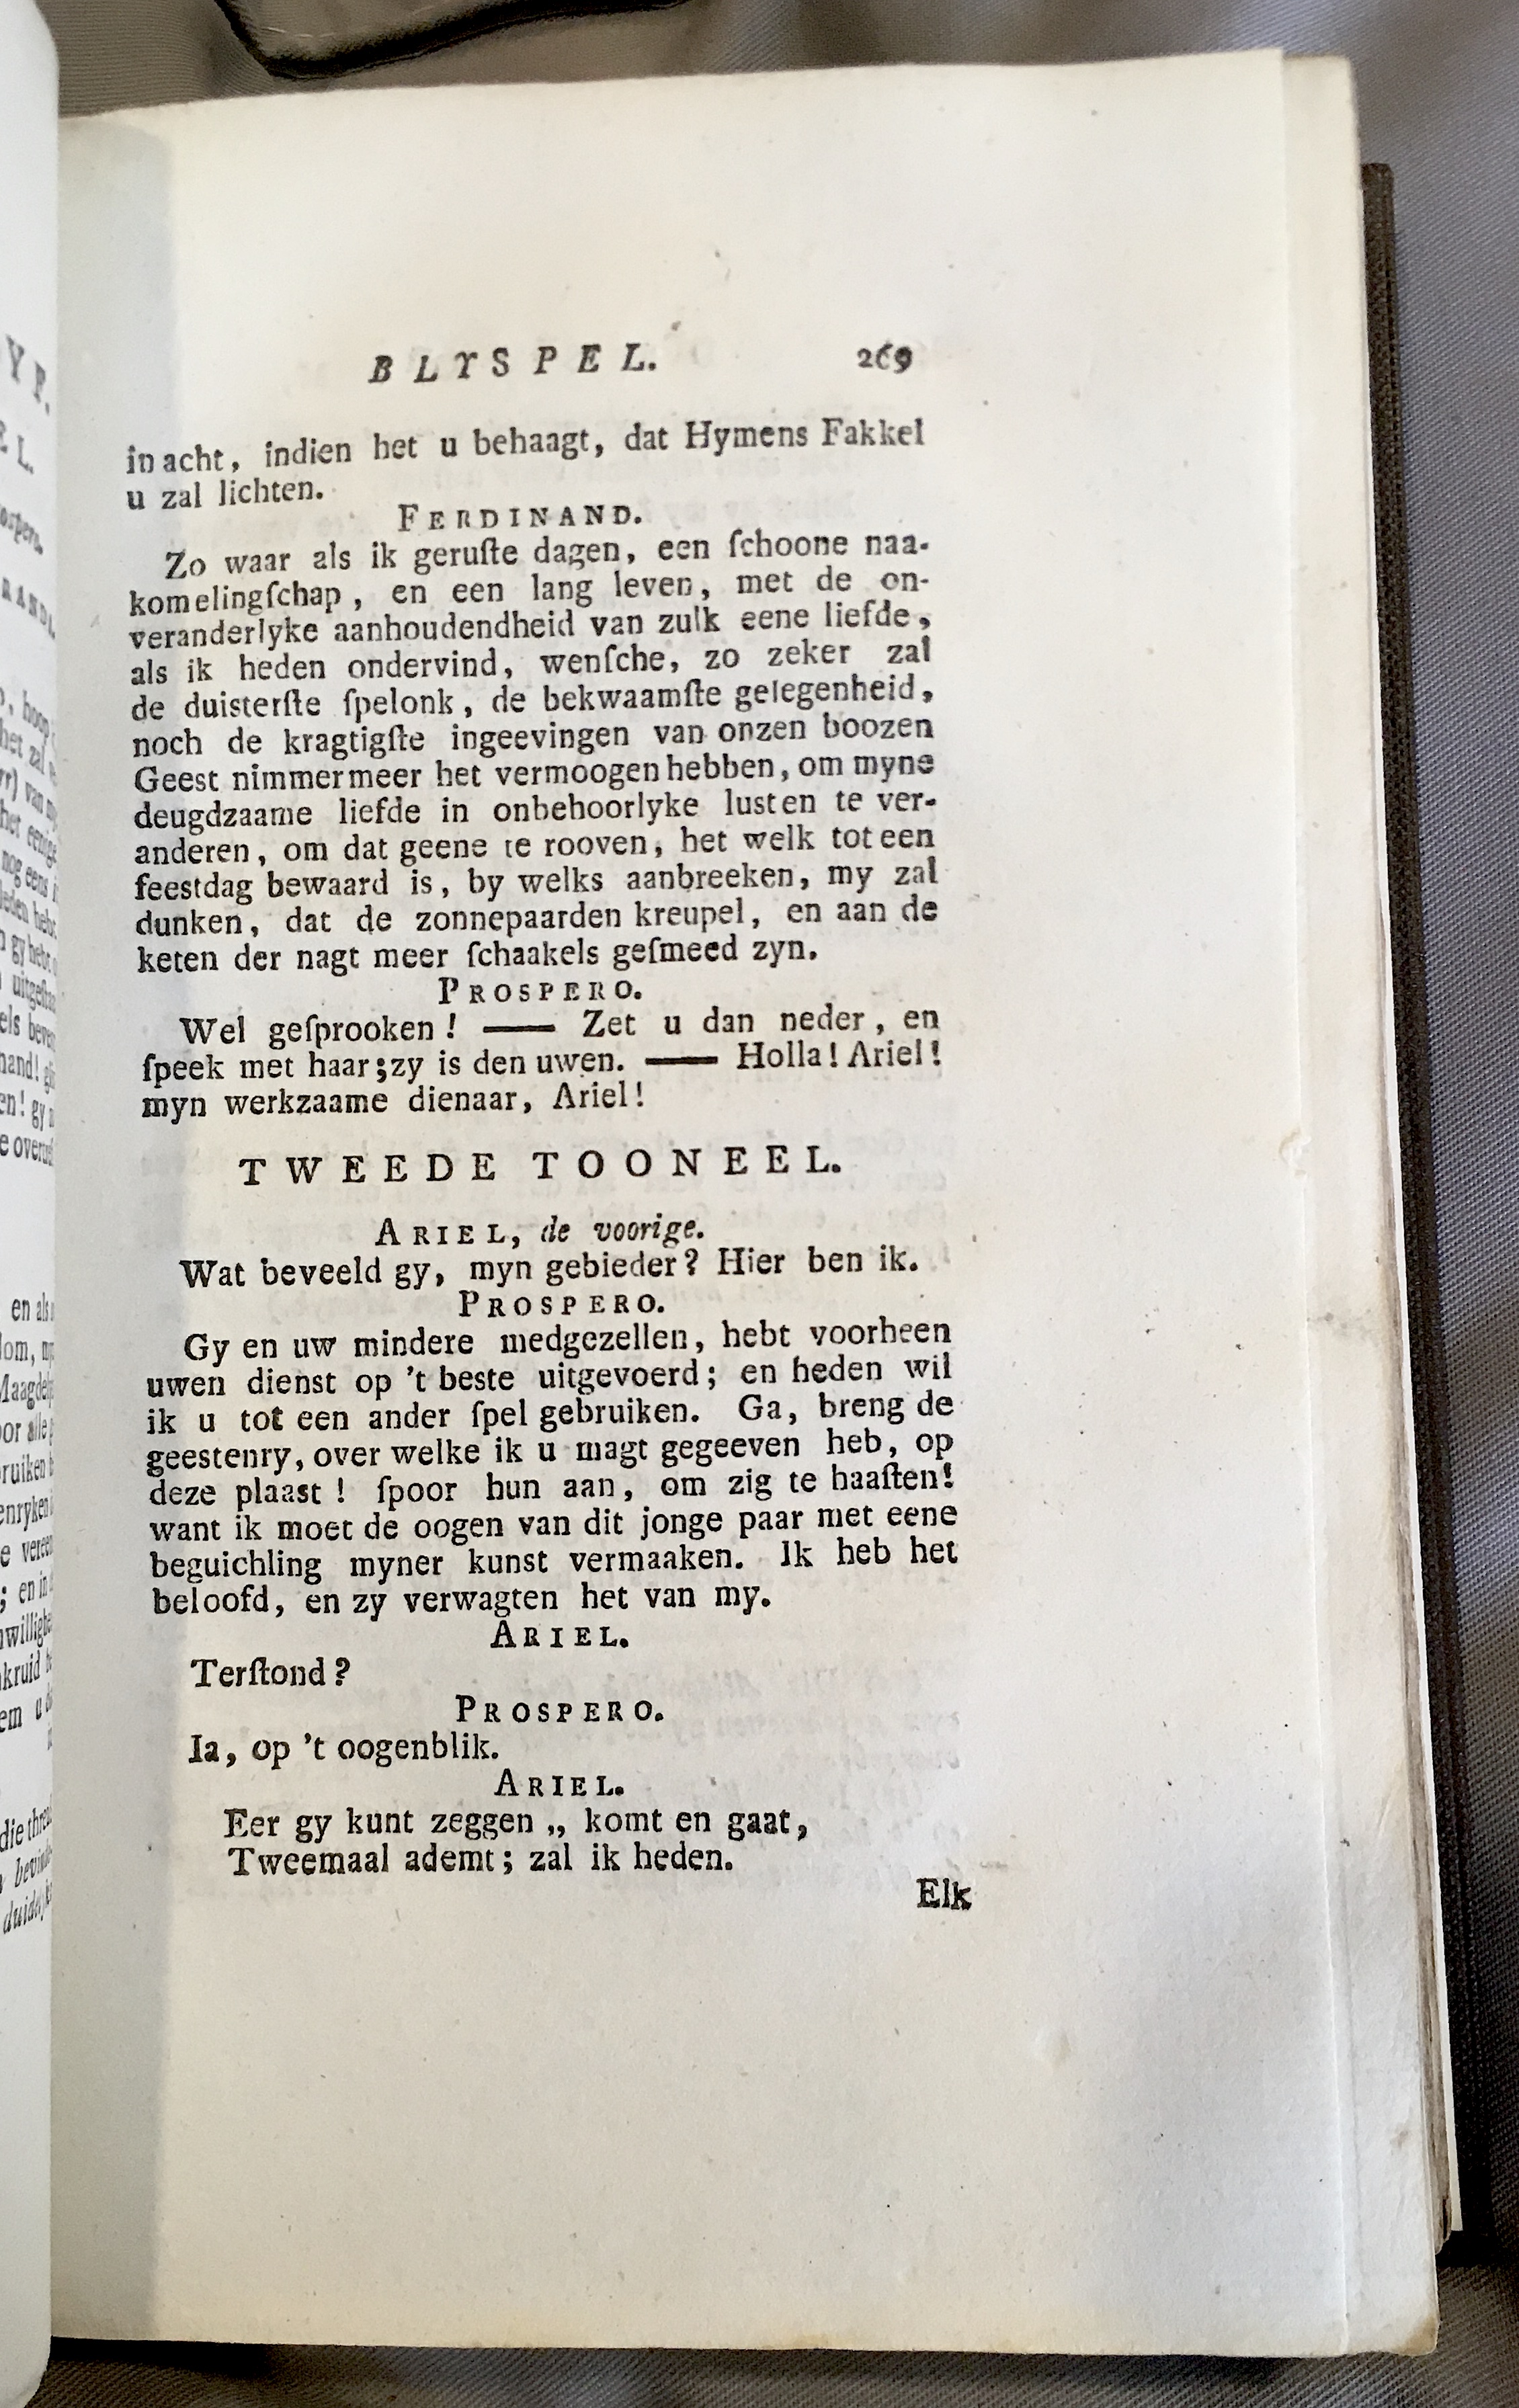 BLYSPEL. 269
in acht, indien het u behaagt, dat Hymens Fakkel
u zal lichten.
FERDINAND.
Zo waar als ik geruſte dagen, een ſchoone naa-
komelingſchap, en een lang leven, met de on-
veranderlyke aanhoudendheid van zulk eene liefde,
als ik heden ondervind, wenſche, zo zeker zal
de duisterſte ſpelonk, de bekwaamſte gelegenheid,
noch de kragtigſte ingeevingen van onzen boozen
Geest nimmermeer het vermoogen hebben, om myne
deugdzaame liefde in onbehoorlyke lusten te ver-
anderen, om dat geene te rooven, het welk tot een
feestdag bewaard is, by welks aanbreeken, my zal
dunken, dat de zonnepaarden kreupel, en aan de
keten der nagt meer ſchaakels geſmeed zyn.
PROSPERO.
Wel geſprooken! —— Zet u dan neder, en
ſpeek met haar; zy is den uwen. —— Holla! Ariel!
myn werkzaame dienaar, Ariel!
TWEEDE TOONEEL.
ARIEL, de voorige.
Wat beveeld gy, myn gebieder? Hier ben ik.
PROSPERO.
Gy en uw mindere medgezellen, hebt voorheen
uwen dienst op 't beste uitgevoerd; en heden wil
ik u tot een ander ſpel gebruiken. Ga, breng de
geestenry, over welke ik u magt gegeeven heb, op
deze plaast! ſpoor hun aan, om zig te haaſten!
want ik moet de oogen van dit jonge paar met eene
beguichling myner kunst vermaaken. Ik heb het
beloofd, en zy verwagten het van my.
ARIEL.
Terſtond?
PROSPERO.
Ia, op 't oogenblik.
ARIEL.
Eer gy kunt zeggen „ komt en gaat,
Tweemaal ademt; zal ik heden.
Elk